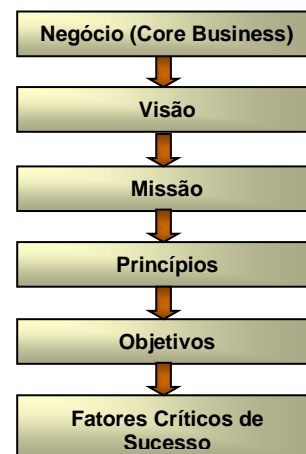 Negócio (Core Business)
Visão
Missão
Princípios
Objetivos
Fatores Críticos de
Sucesso